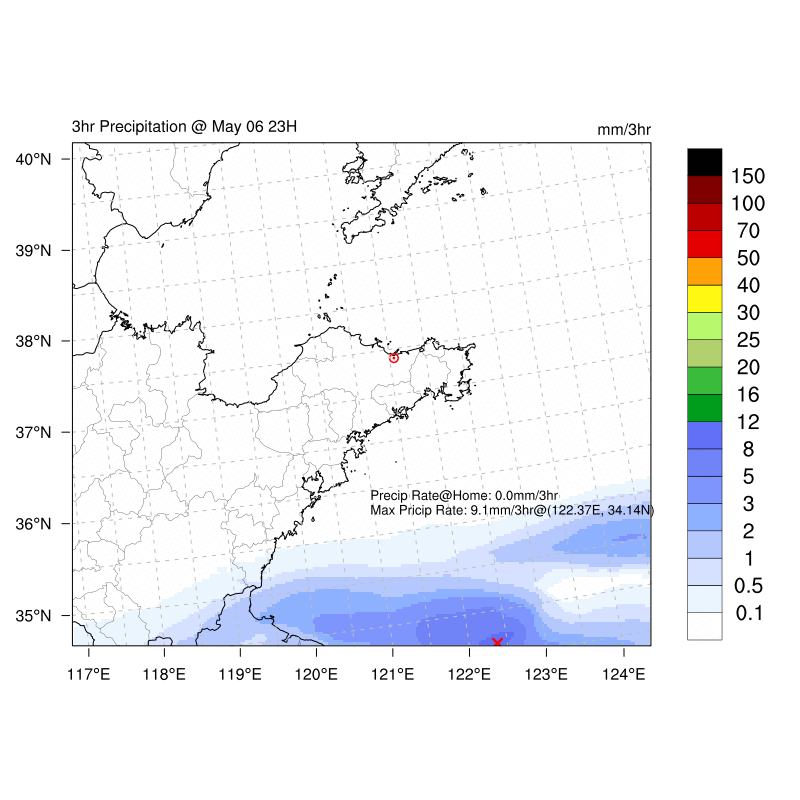 3hr Precipitation @ May 06 23H
mm/3hr
40°N
39°N
38°N
37°N
36°N
35°N
117°E
118°E
119°E
120°E
121°E
122°E
123°E
124°E
Precip Rate@Home: 0.0mm/3hr
Max Pricip Rate: 9.1mm/3hr@(122.37E, 34.14N)
150
100
70
50
40
30
25
20
16
12
8
5
3
2
1
0.5
0.1